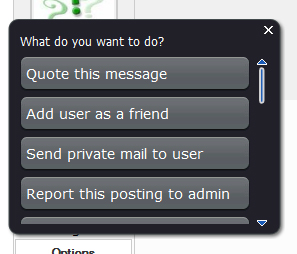 What do you want to do?
Quote this message
Add user as a friend
Send private mail to user
Report this posting to admin
Options